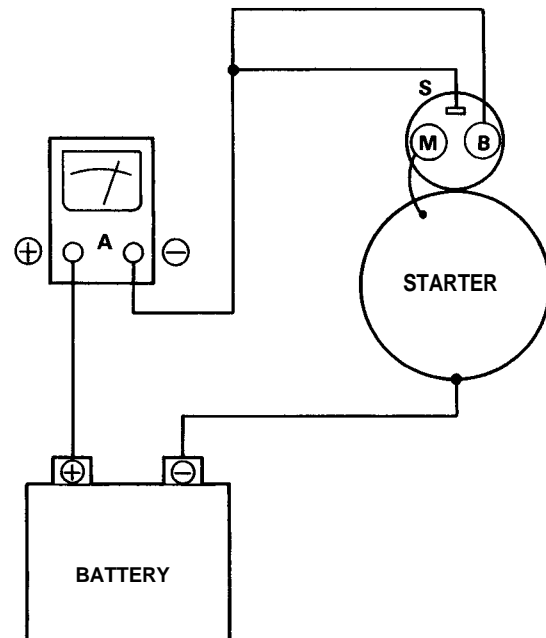 S
M B
⊕ A ⊖
STARTER
⊕ ⊖
BATTERY